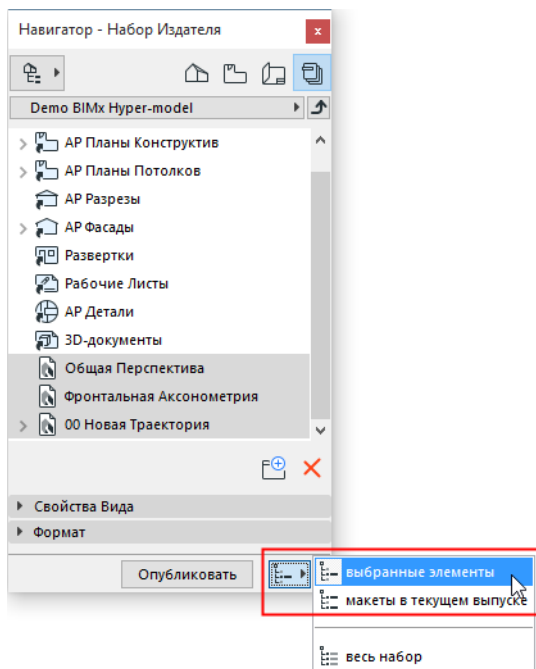 Навигатор - Набор Издателя
Demo BIMx Hyper-model
АР Планы Конструктив
АР Планы Потолков
АР Разрезы
АР Фасады
Развертки
Рабочие Листы
АР Детали
3D-документы
Общая Перспектива
Фронтальная Аксонометрия
00 Новая Траектория
Свойства Вида
Формат
Опубликовать
выбранные элементы
макеты в текущем выпуске
весь набор